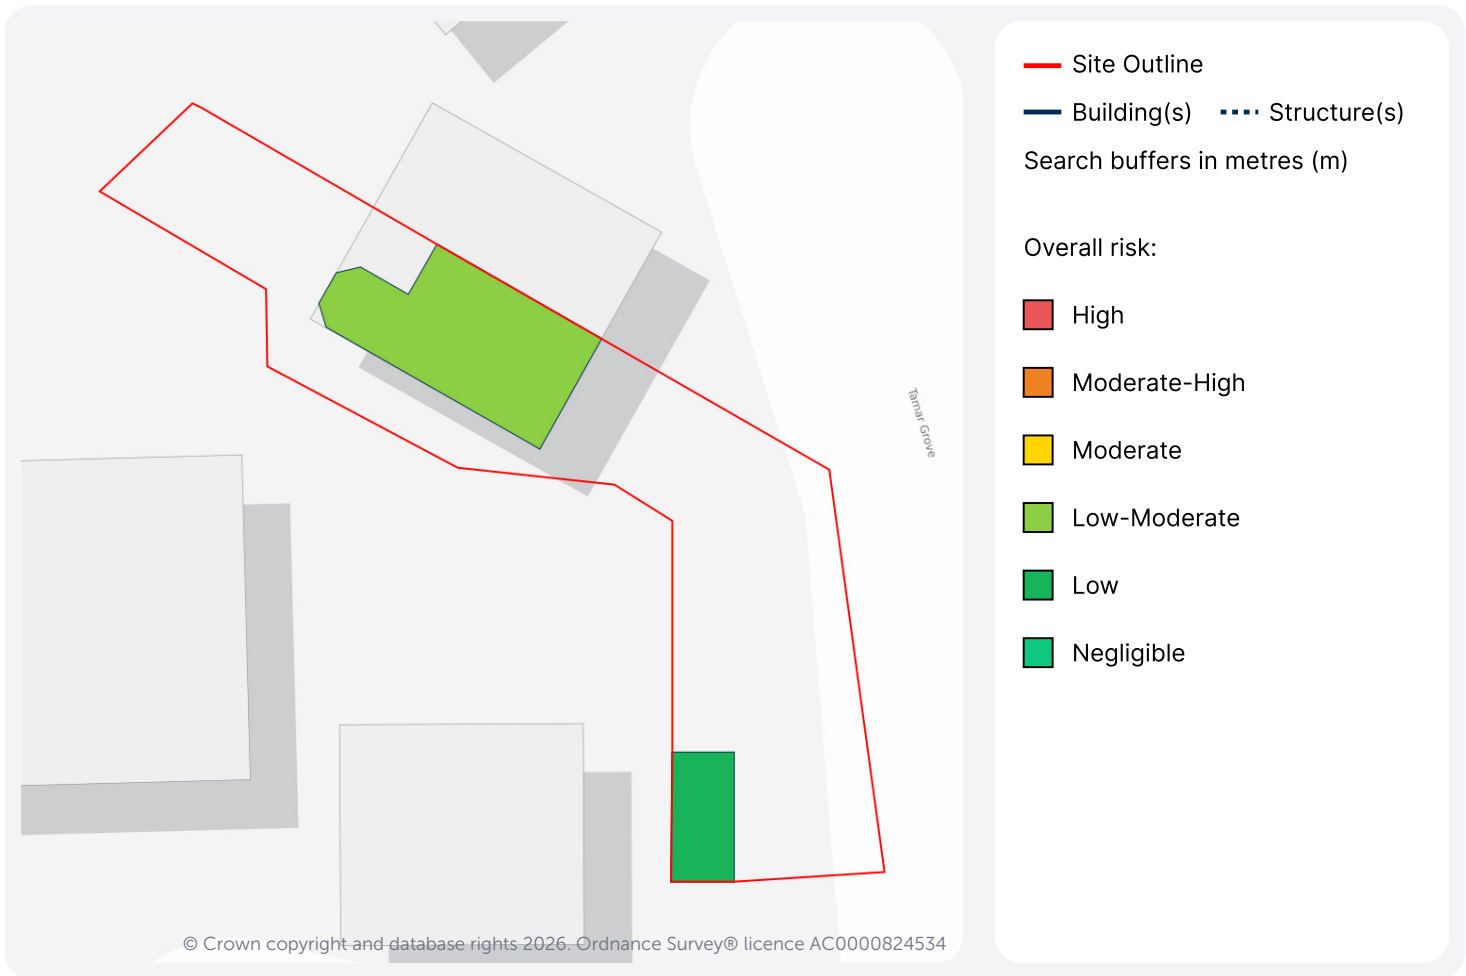 Site Outline
Building(s)
Structure(s)
Search buffers in metres (m)
Overall risk:
High
Moderate-High
Moderate
Low-Moderate
Low
Negligible
Tamar Grove
© Crown copyright and database rights 2026. Ordnance Survey® licence AC0000824534